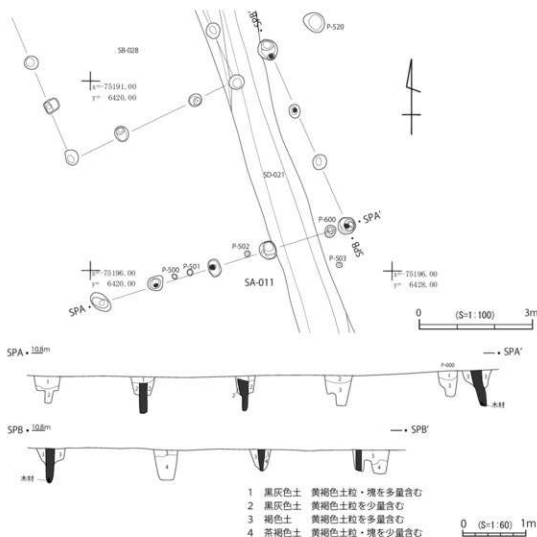 SPB'
P-520
SB-028
x=-75191.00
y= 6420.00
SD-021
SPA'
P-600
SPB
P-502
P-501
P-500
P-503
SA-011
x=-75196.00
y= 6420.00
SPA
x=-75196.00
y= 6428.00
0 (S=1:100) 3m
SPA 10.8m SPA'
P-600
木材
SPB 10.8m SPB'
木材
1 黒灰色土 黄褐色土粒・塊を多量含む
2 黒灰色土 黄褐色土粒を少量含む
3 褐色土 黄褐色土粒を多量含む
4 茶褐色土 黄褐色土粒・塊を少量含む
0 (S=1:60) 1m